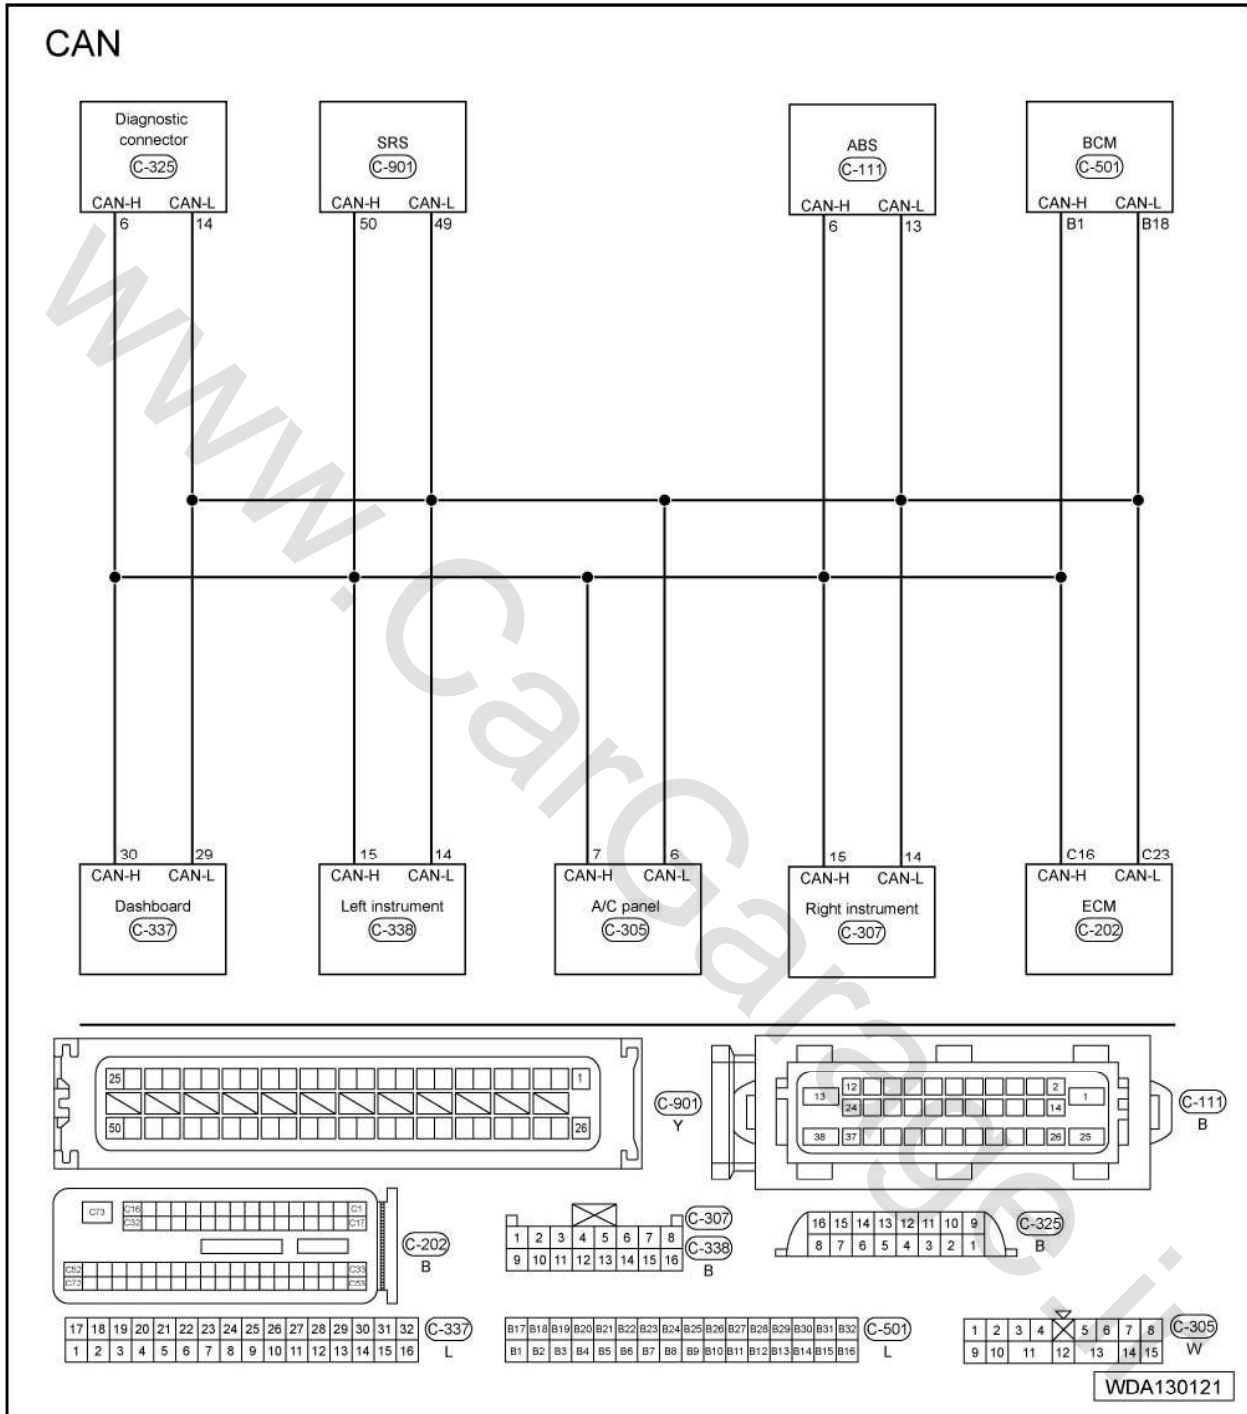 CAN
Diagnostic
connector
C-325
CAN-H CAN-L
6 14
SRS
C-901
CAN-H CAN-L
50 49
ABS
C-111
CAN-H CAN-L
6 13
BCM
C-501
CAN-H CAN-L
B1 B18
30 29
CAN-H CAN-L
Dashboard
C-337
15 14
CAN-H CAN-L
Left instrument
C-338
7 6
CAN-H CAN-L
A/C panel
C-305
15 14
CAN-H CAN-L
Right instrument
C-307
C16 C23
CAN-H CAN-L
ECM
C-202
25 1
50 26
C-901
Y
12 2
13 1
24 14
38 37 26 25
C-111
B
C73 C16 C1
C32 C17
C52 C33
C72 C53
C-202
B
1 2 3 4 5 6 7 8
9 10 11 12 13 14 15 16
C-307
C-338
B
16 15 14 13 12 11 10 9
8 7 6 5 4 3 2 1
C-325
B
17 18 19 20 21 22 23 24 25 26 27 28 29 30 31 32
1 2 3 4 5 6 7 8 9 10 11 12 13 14 15 16
C-337
L
B17 B18 B19 B20 B21 B22 B23 B24 B25 B26 B27 B28 B29 B30 B31 B32
B1 B2 B3 B4 B5 B6 B7 B8 B9 B10 B11 B12 B13 B14 B15 B16
C-501
L
1 2 3 4 5 6 7 8
9 10 11 12 13 14 15
C-305
W
WDA130121
www.CarGarage.ir